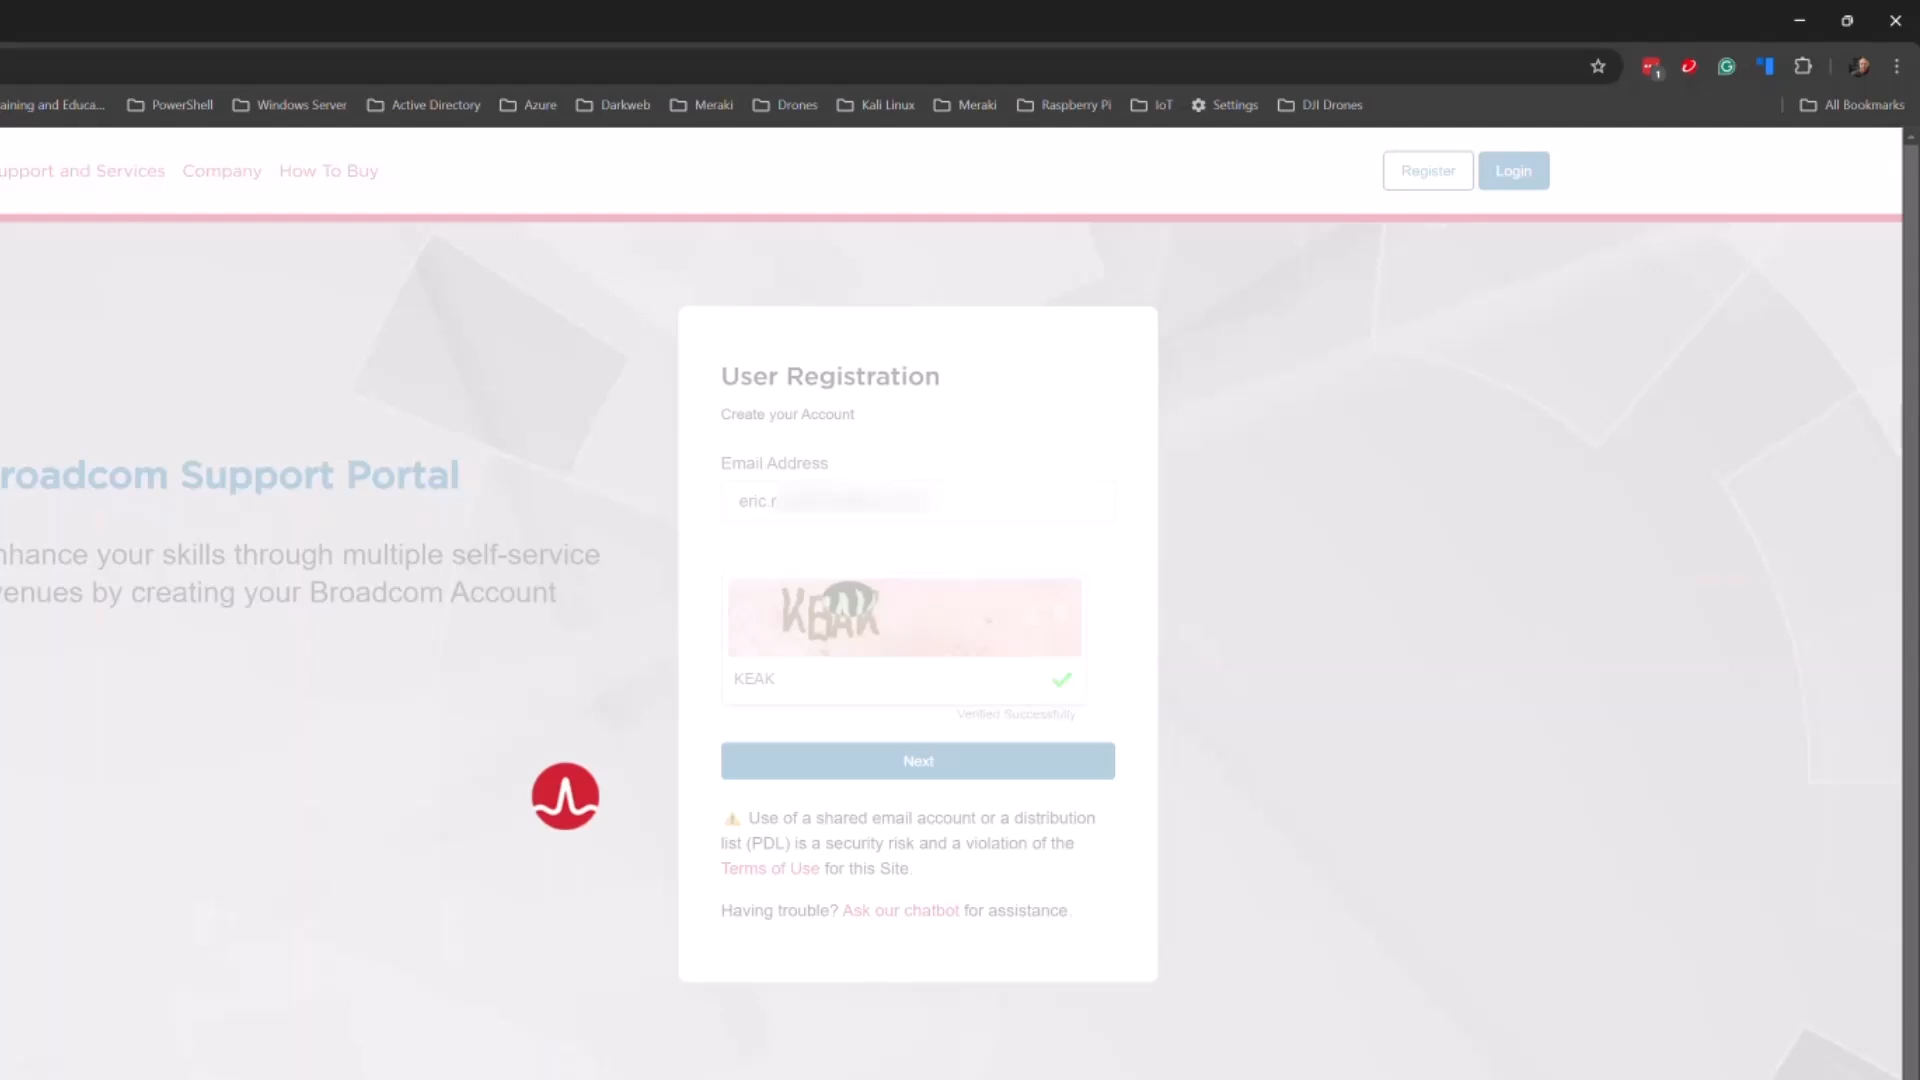 1
aining and Educa...
PowerShell
Windows Server
Active Directory
Azure
Darkweb
Meraki
Drones
Kali Linux
Meraki
Raspberry Pi
IoT
Settings
DJI Drones
All Bookmarks
upport and Services
Company
How To Buy
Register
Login
roadcom Support Portal
nhance your skills through multiple self-service
venues by creating your Broadcom Account
User Registration
Create your Account
Email Address
eric.r
KEAK
KEAK
Verified Successfully
Next
Use of a shared email account or a distribution
list (PDL) is a security risk and a violation of the
Terms of Use for this Site.
Having trouble? Ask our chatbot for assistance.